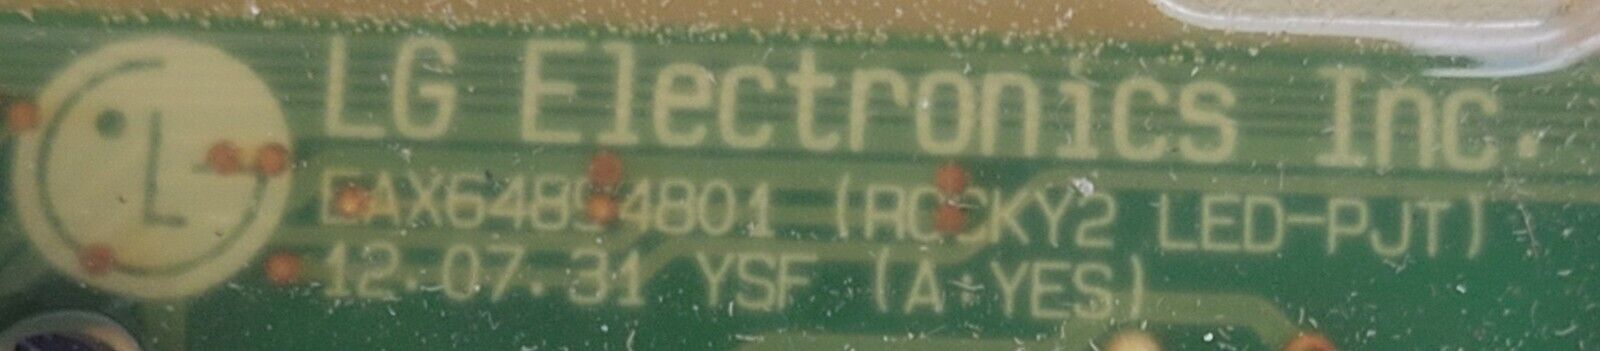 LG Electronics Inc.
EAX64894801 (ROCKY2 LED-PJT)
12.07.31 YSF (A-YES)